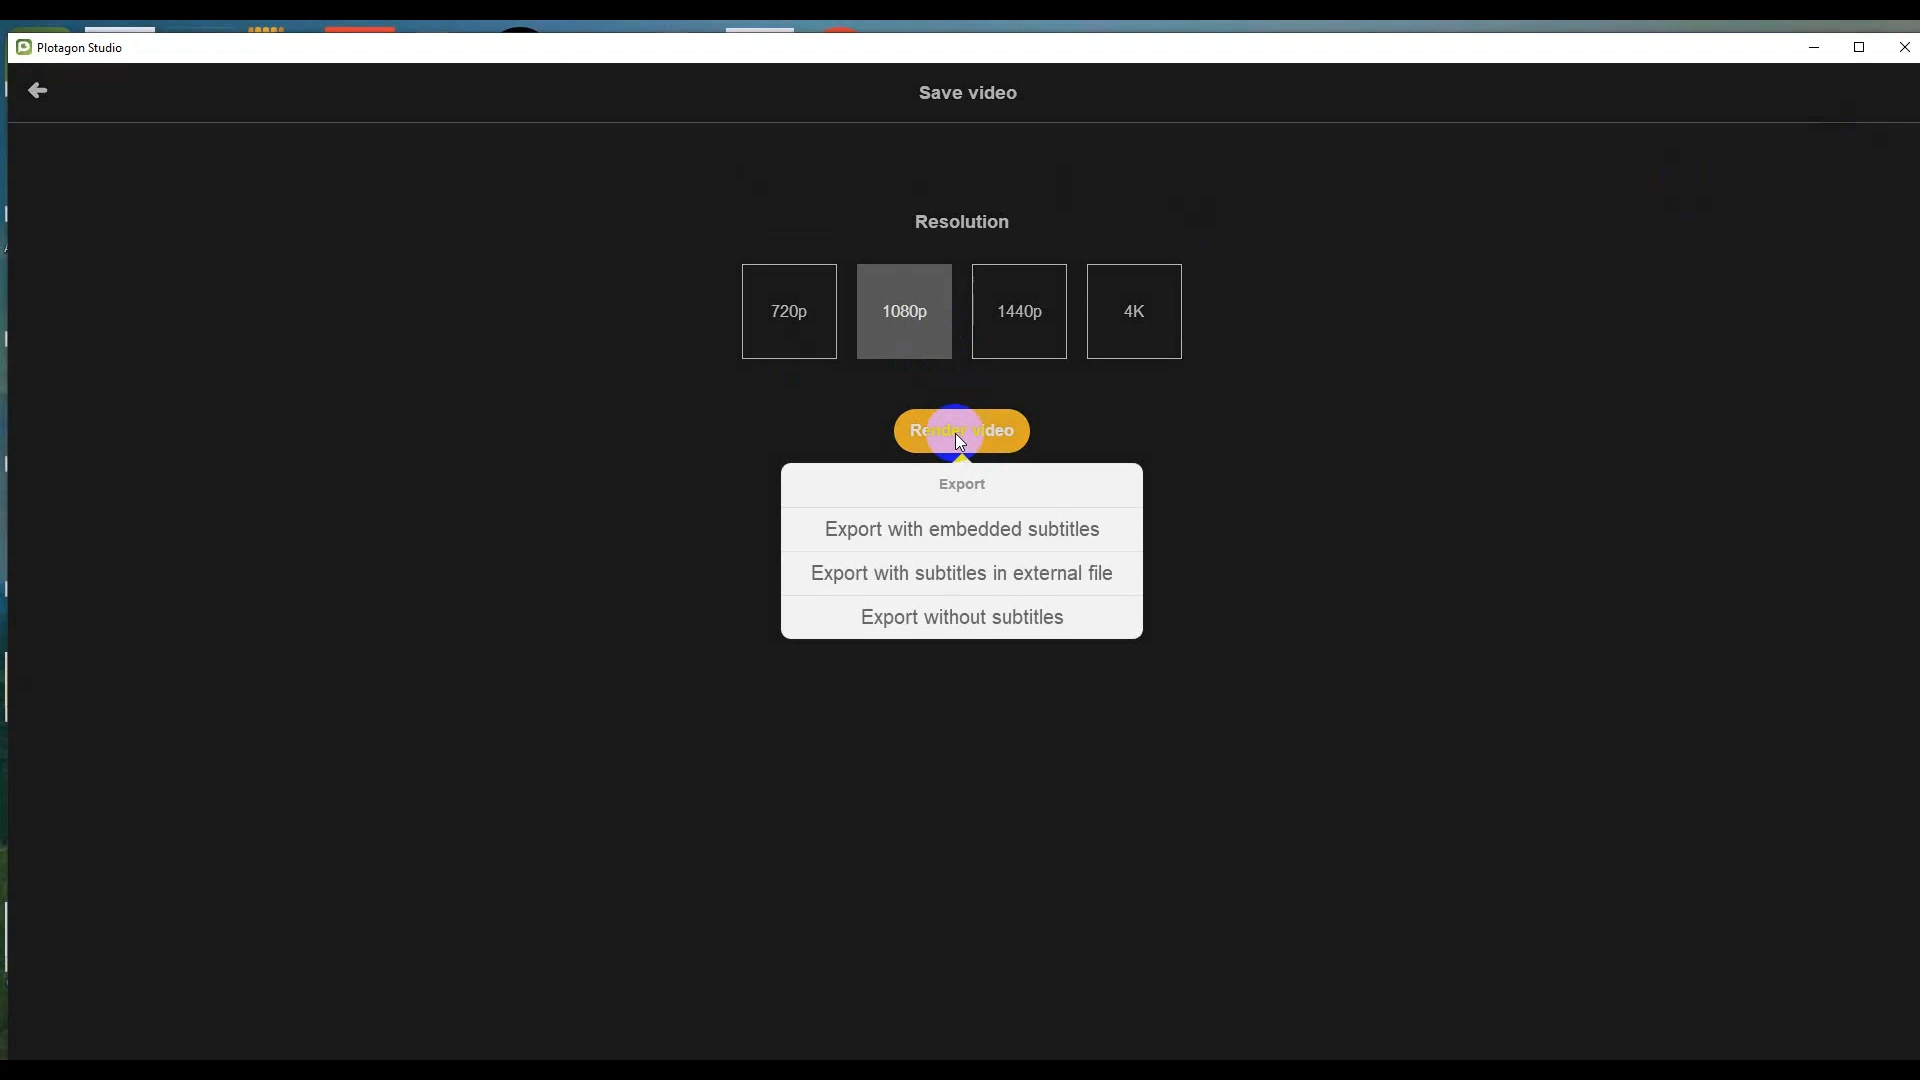 Plotagon Studio
Save video
Resolution
720p
1080p
1440p
4K
Render video
Export
Export with embedded subtitles
Export with subtitles in external file
Export without subtitles